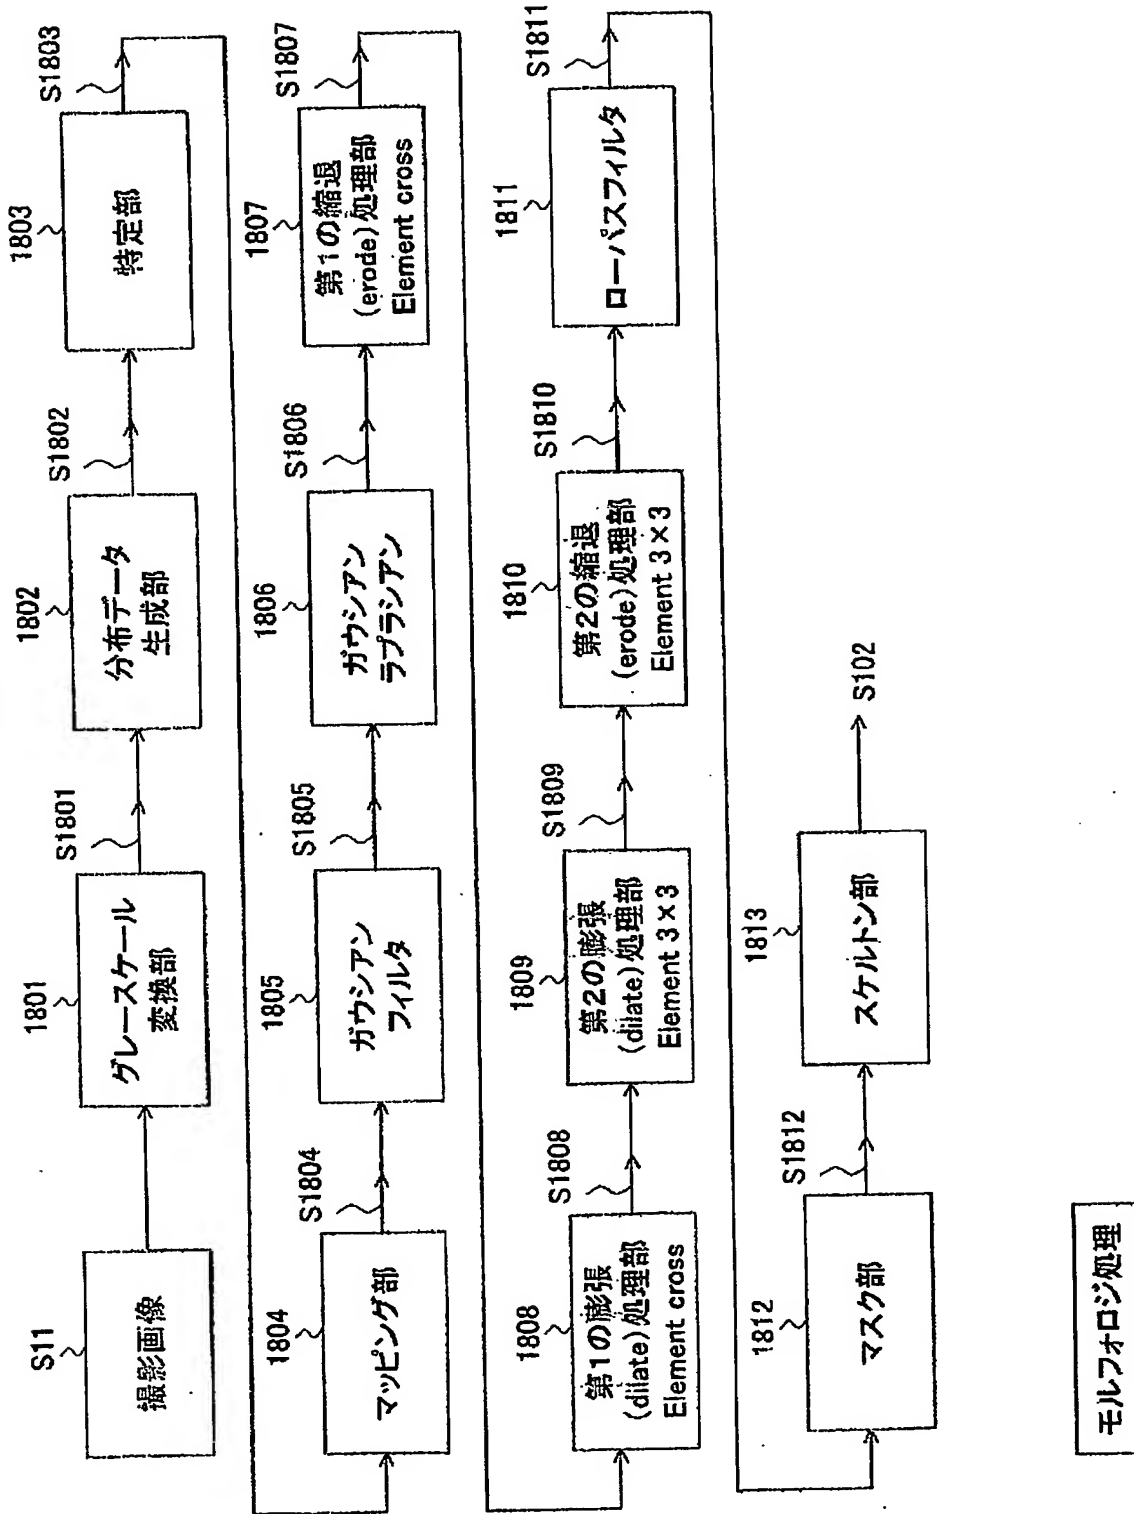 S11
撮影画像
1801
グレースケール
変換部
S1801
1802
分布データ
生成部
S1802
1803
特定部
S1803
1804
マッピング部
S1804
1805
ガウシアン
フィルタ
S1805
1806
ガウシアン
ラプラシアン
S1806
1807
第1の縮退
(erode)処理部
Element cross
S1807
1808
第1の膨張
(dilate)処理部
Element cross
S1808
1809
第2の膨張
(dilate)処理部
Element 3×3
S1809
1810
第2の縮退
(erode)処理部
Element 3×3
S1810
1811
ローパスフィルタ
S1811
1812
マスク部
S1812
1813
スケルトン部
S102
モルフォロジ処理